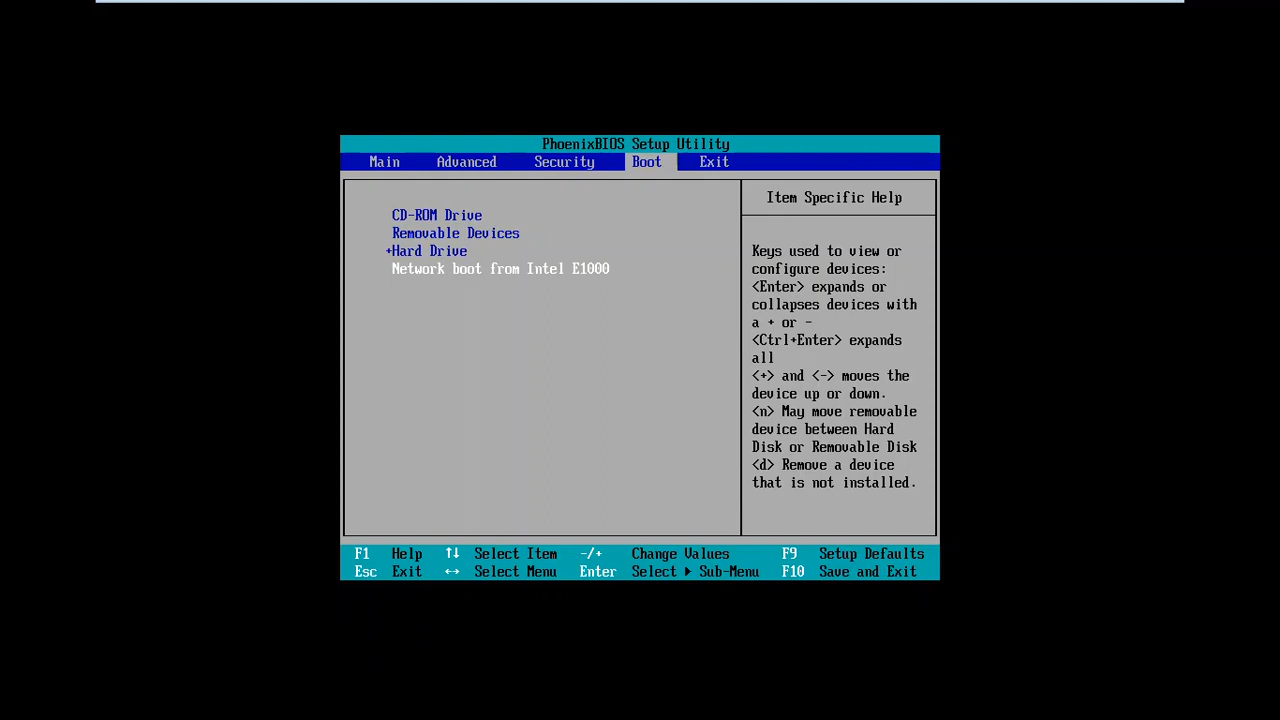 PhoenixBIOS Setup Utility
Main Advanced Security Boot Exit
CD-ROM Drive
Removable Devices
+Hard Drive
Network boot from Intel E1000
Item Specific Help
Keys used to view or
configure devices:
<Enter> expands or
collapses devices with
a + or -
<Ctrl+Enter> expands
all
<+> and <-> moves the
device up or down.
<n> May move removable
device between Hard
Disk or Removable Disk
<d> Remove a device
that is not installed.
F1 Help ↑↓ Select Item -/+ Change Values F9 Setup Defaults
Esc Exit ↔ Select Menu Enter Select ▶ Sub-Menu F10 Save and Exit